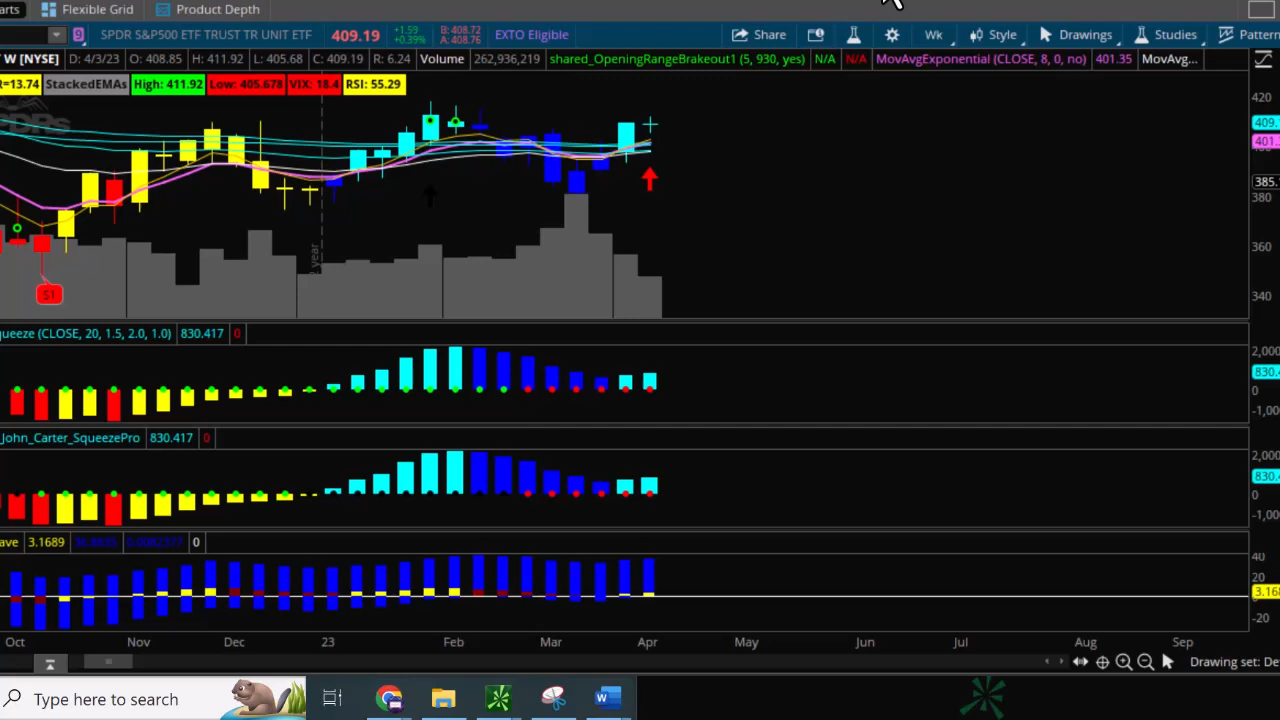 arts Flexible Grid Product Depth
9 SPDR S&P500 ETF TRUST TR UNIT ETF 409.19 +1.59 +0.39% B: 408.72 A: 408.76 EXTO Eligible Share Wk Style Drawings Studies Pattern
Y W [NYSE] D: 4/3/23 O: 408.85 H: 411.92 L: 405.68 C: 409.19 R: 6.24 Volume 262,936,219 shared_OpeningRangeBreakout1 (5, 930, yes) N/A N/A MovAvgExponential (CLOSE, 8, 0, no) 401.35 MovAvg...
R=13.74 StackedEMAs High: 411.92 Low: 405.678 VIX: 18.4 RSI: 55.29
420
409.
401.
385.
360
year
S1
340
queeze (CLOSE, 20, 1.5, 2.0, 1.0) 830.417 0
2,000
830.4
0
-1,000
John_Carter_SqueezePro 830.417 0
2,000
830.4
0
-1,000
ave 3.1689 0
40
20
3.168
-20
Oct Nov Dec 23 Feb Mar Apr May Jun Jul Aug Sep
Drawing set: De
Type here to search